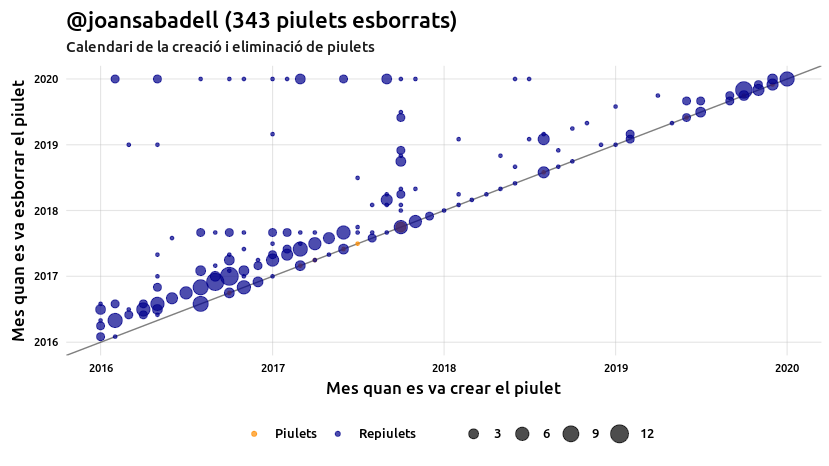 @joansabadell (343 piulets esborrats)
Calendari de la creació i eliminació de piulets
Mes quan es va esborrar el piulet
2020
2019
2018
2017
2016
2016 2017 2018 2019 2020
Mes quan es va crear el piulet
Piulets Repiulets 3 6 9 12